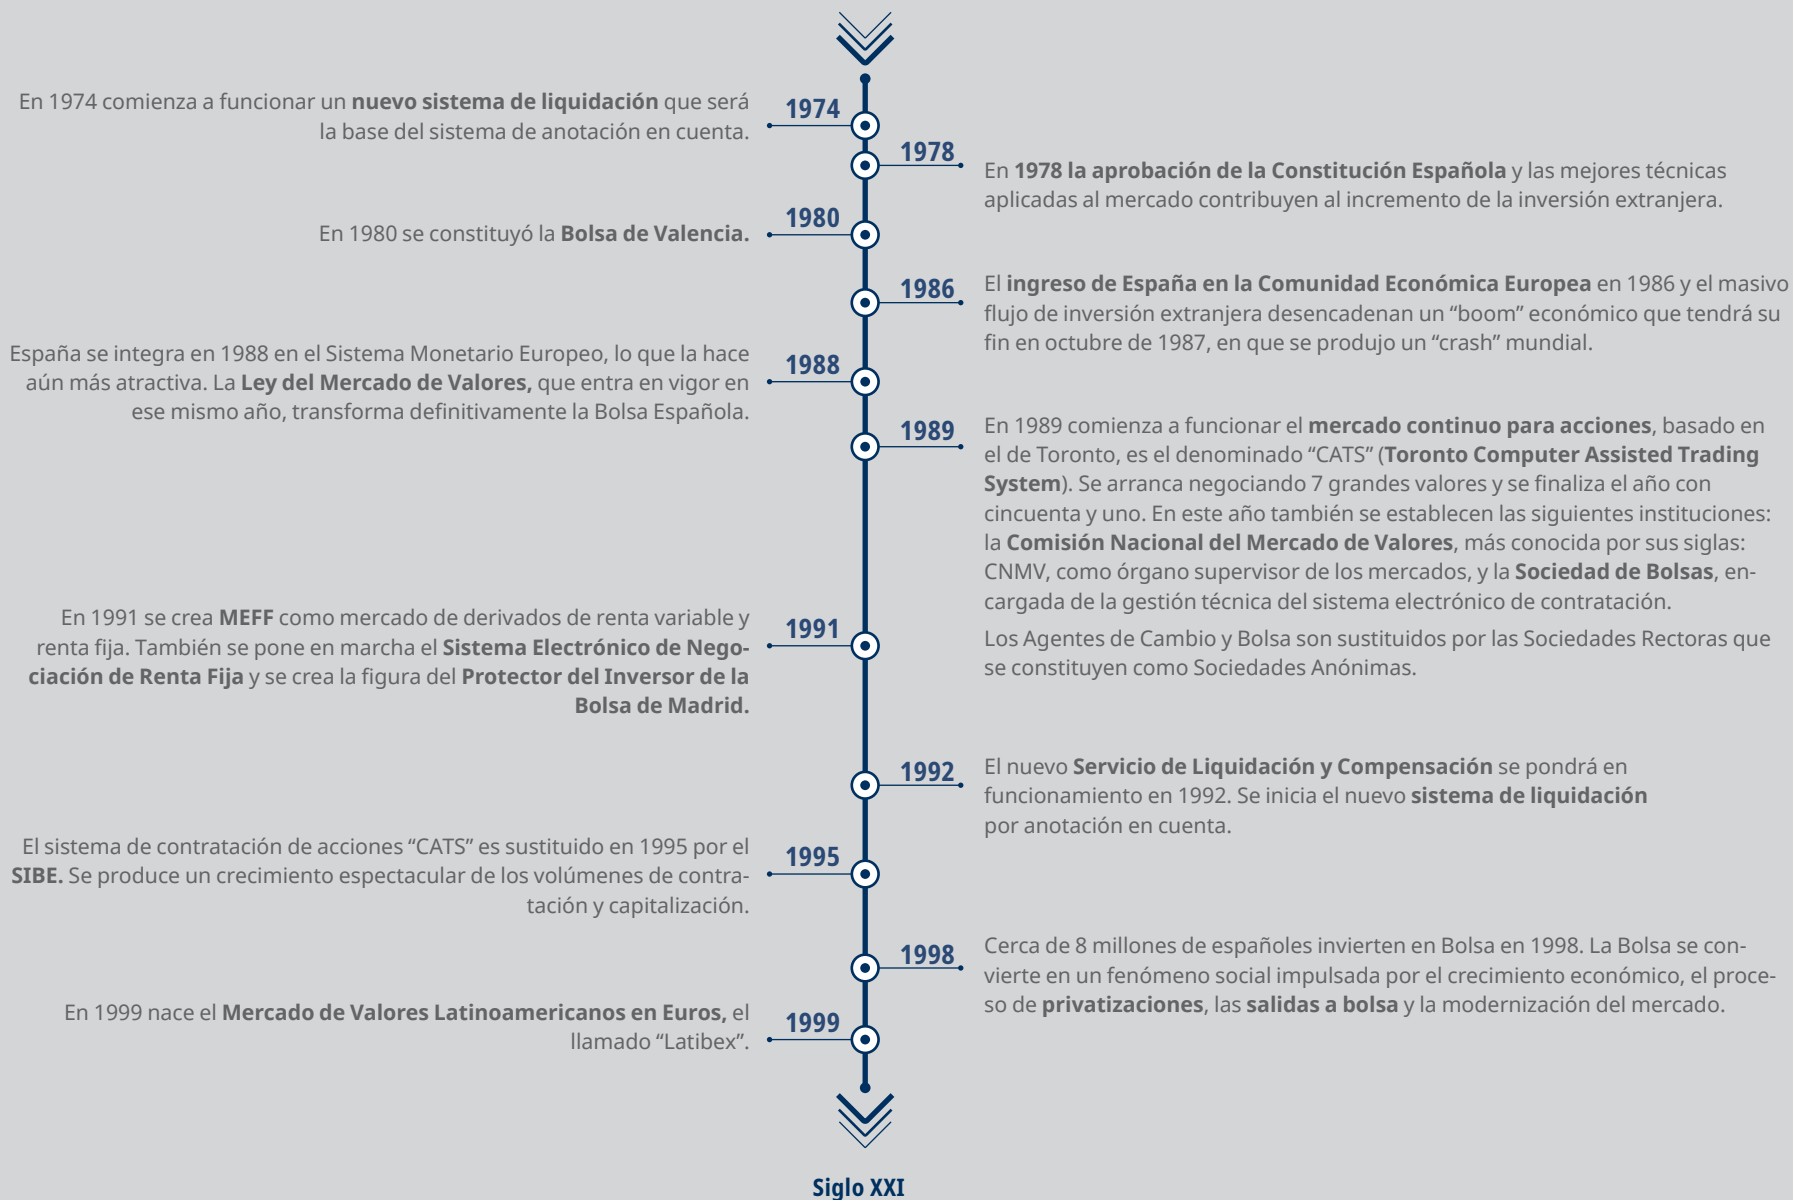 1974
En 1974 comienza a funcionar un nuevo sistema de liquidación que será
la base del sistema de anotación en cuenta.
1978
En 1978 la aprobación de la Constitución Española y las mejores técnicas
aplicadas al mercado contribuyen al incremento de la inversión extranjera.
1980
En 1980 se constituyó la Bolsa de Valencia.
1986
El ingreso de España en la Comunidad Económica Europea en 1986 y el masivo
flujo de inversión extranjera desencadenan un “boom” económico que tendrá su
fin en octubre de 1987, en que se produjo un “crash” mundial.
1988
España se integra en 1988 en el Sistema Monetario Europeo, lo que la hace
aún más atractiva. La Ley del Mercado de Valores, que entra en vigor en
ese mismo año, transforma definitivamente la Bolsa Española.
1989
En 1989 comienza a funcionar el mercado continuo para acciones, basado en
el de Toronto, es el denominado “CATS” (Toronto Computer Assisted Trading
System). Se arranca negociando 7 grandes valores y se finaliza el año con
cincuenta y uno. En este año también se establecen las siguientes instituciones:
la Comisión Nacional del Mercado de Valores, más conocida por sus siglas:
CNMV, como órgano supervisor de los mercados, y la Sociedad de Bolsas, en-
cargada de la gestión técnica del sistema electrónico de contratación.
Los Agentes de Cambio y Bolsa son sustituidos por las Sociedades Rectoras que
se constituyen como Sociedades Anónimas.
1991
En 1991 se crea MEFF como mercado de derivados de renta variable y
renta fija. También se pone en marcha el Sistema Electrónico de Nego-
ciación de Renta Fija y se crea la figura del Protector del Inversor de la
Bolsa de Madrid.
1992
El nuevo Servicio de Liquidación y Compensación se pondrá en
funcionamiento en 1992. Se inicia el nuevo sistema de liquidación
por anotación en cuenta.
1995
El sistema de contratación de acciones “CATS” es sustituido en 1995 por el
SIBE. Se produce un crecimiento espectacular de los volúmenes de contra-
tación y capitalización.
1998
Cerca de 8 millones de españoles invierten en Bolsa en 1998. La Bolsa se con-
vierte en un fenómeno social impulsada por el crecimiento económico, el proce-
so de privatizaciones, las salidas a bolsa y la modernización del mercado.
1999
En 1999 nace el Mercado de Valores Latinoamericanos en Euros, el
llamado “Latibex”.
Siglo XXI